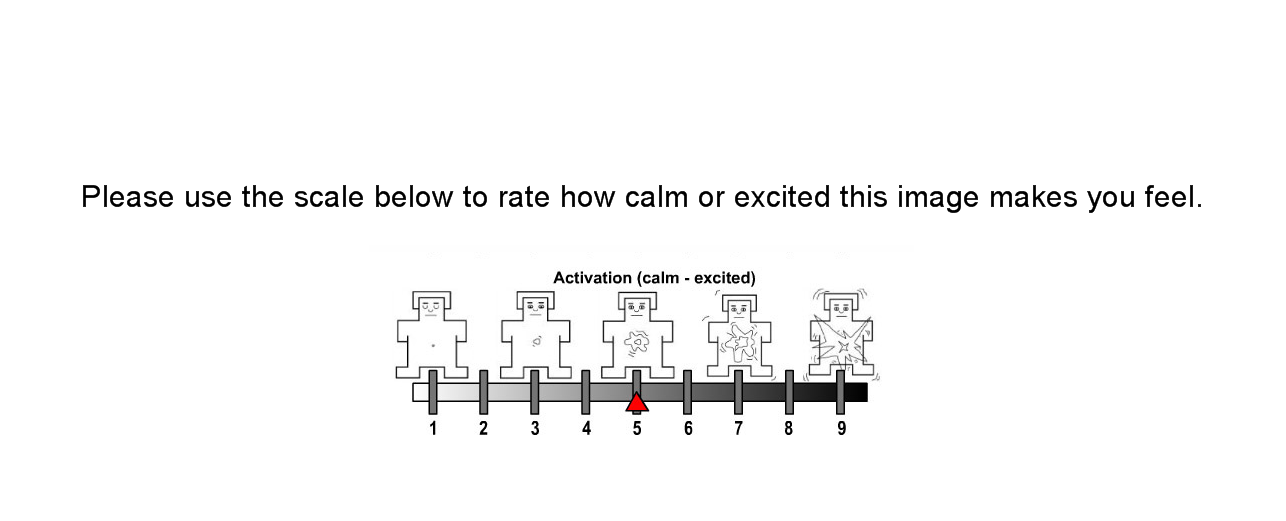 Please use the scale below to rate how calm or excited this image makes you feel.
Activation (calm - excited)
1 2 3 4 5 6 7 8 9